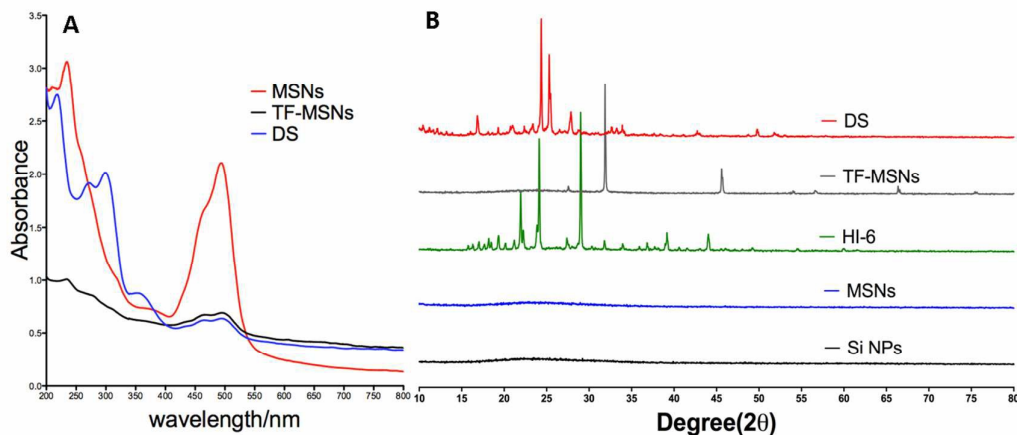 A
B
3.5
3.0
2.5
2.0
1.5
1.0
0.5
0.0
Absorbance
MSNs
TF-MSNs
DS
200 250 300 350 400 450 500 550 600 650 700 750 800
wavelength/nm
DS
TF-MSNs
HI-6
MSNs
Si NPs
10 15 20 25 30 35 40 45 50 55 60 65 70 75 80
Degree(2θ)